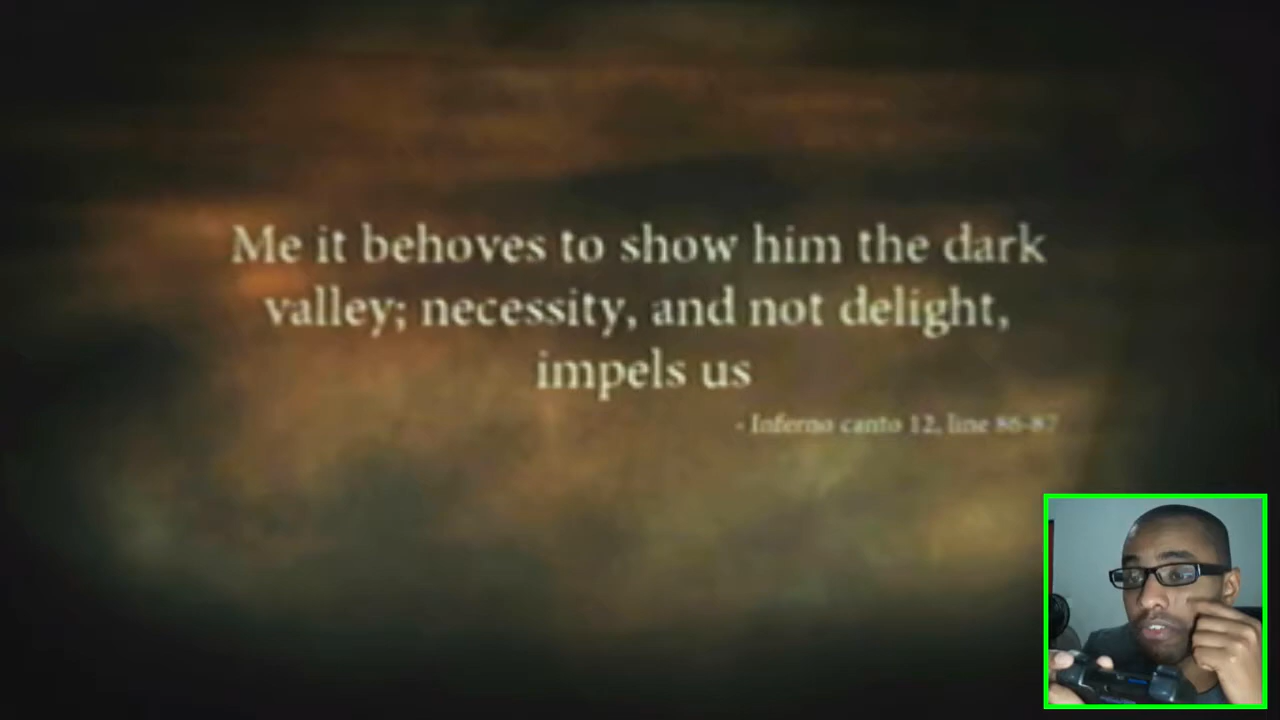 Me it behoves to show him the dark
valley; necessity, and not delight,
impels us
- Inferno canto 12, line 86-87